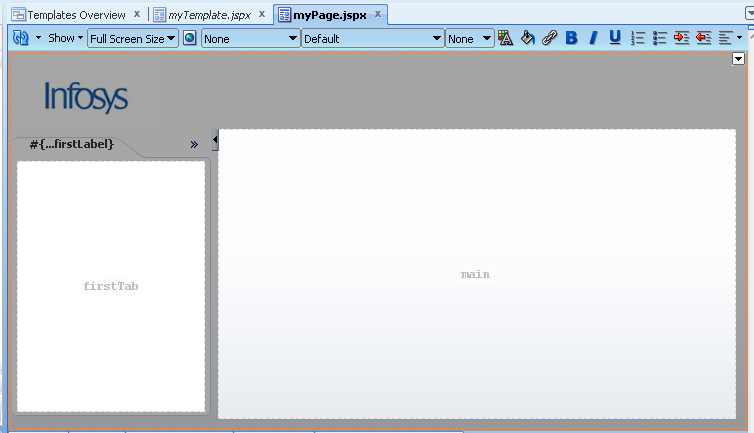 Templates Overview x myTemplate.jspx x myPage.jspx x
Show Full Screen Size None Default None B I U
Infosys
#{...firstLabel} »
firstTab
main